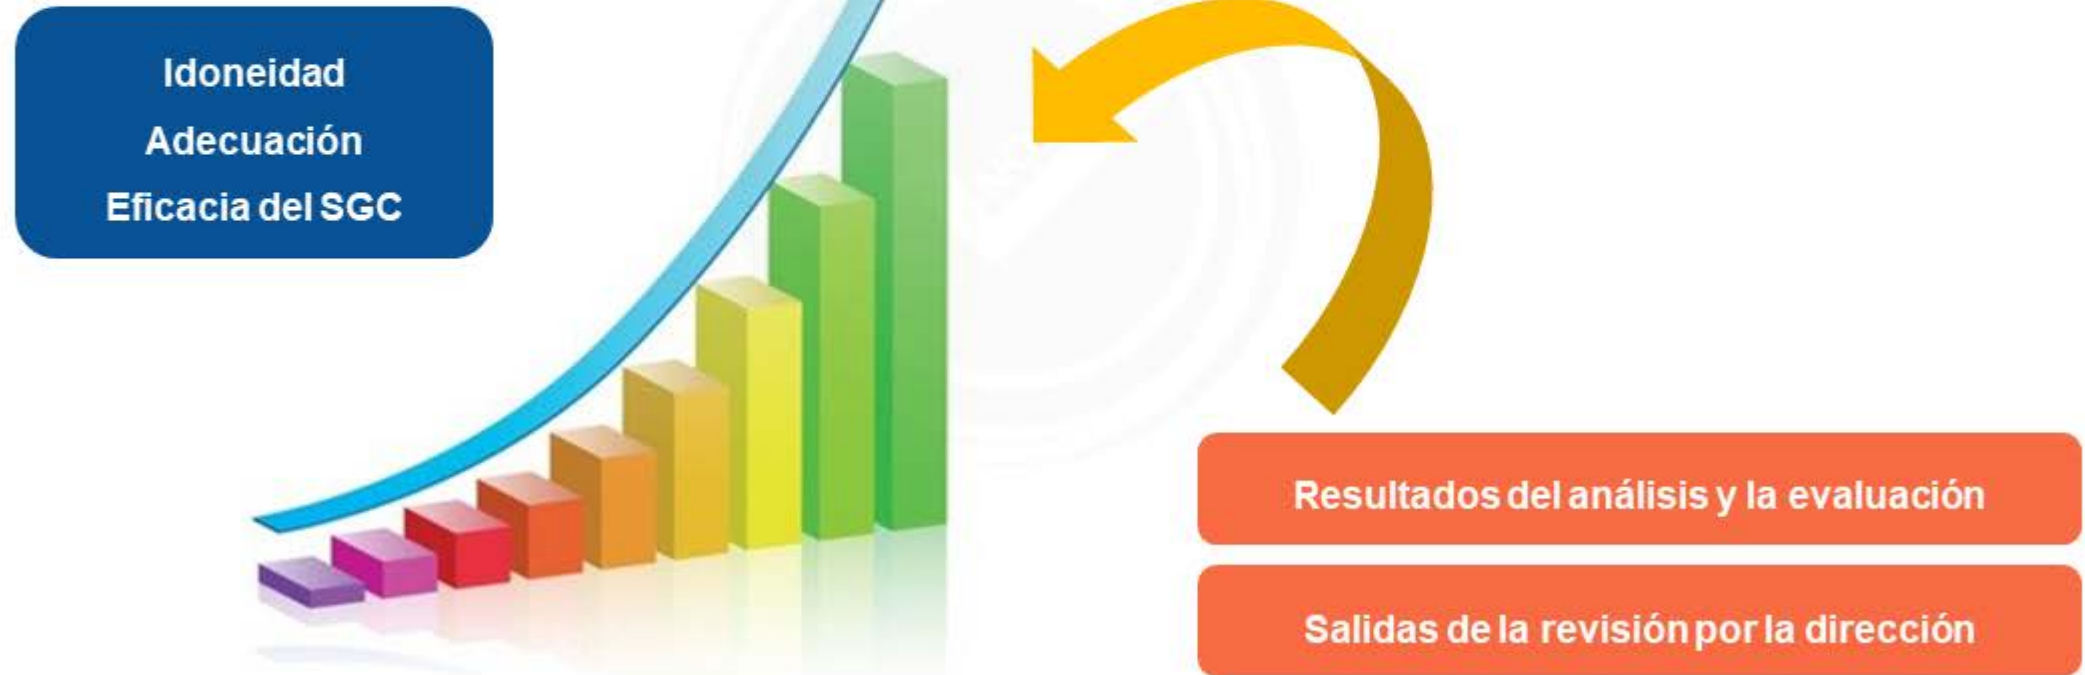 Idoneidad
Adecuación
Eficacia del SGC
Resultados del análisis y la evaluación
Salidas de la revisión por la dirección